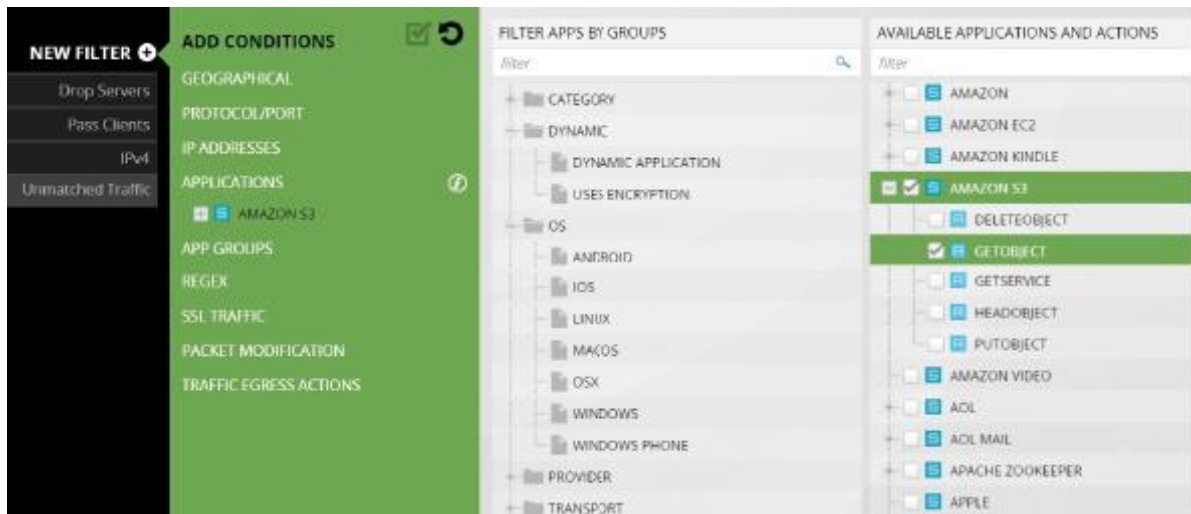 NEW FILTER
Drop Servers
Pass Clients
IPv4
Unmatched Traffic
ADD CONDITIONS
GEOGRAPHICAL
PROTOCOL/PORT
IP ADDRESSES
APPLICATIONS
AMAZON S3
APP GROUPS
REGEX
SSL TRAFFIC
PACKET MODIFICATION
TRAFFIC EGRESS ACTIONS
FILTER APPS BY GROUPS
filter
CATEGORY
DYNAMIC
DYNAMIC APPLICATION
USES ENCRYPTION
OS
ANDROID
IOS
LINUX
MACOS
OSX
WINDOWS
WINDOWS PHONE
PROVIDER
TRANSPORT
AVAILABLE APPLICATIONS AND ACTIONS
filter
S AMAZON
S AMAZON EC2
S AMAZON KINDLE
S AMAZON S3
DELETEOBJECT
GETOBJECT
GETSERVICE
HEADOBJECT
PUTOBJECT
S AMAZON VIDEO
S AOL
S AOL MAIL
S APACHE ZOOKEEPER
S APPLE